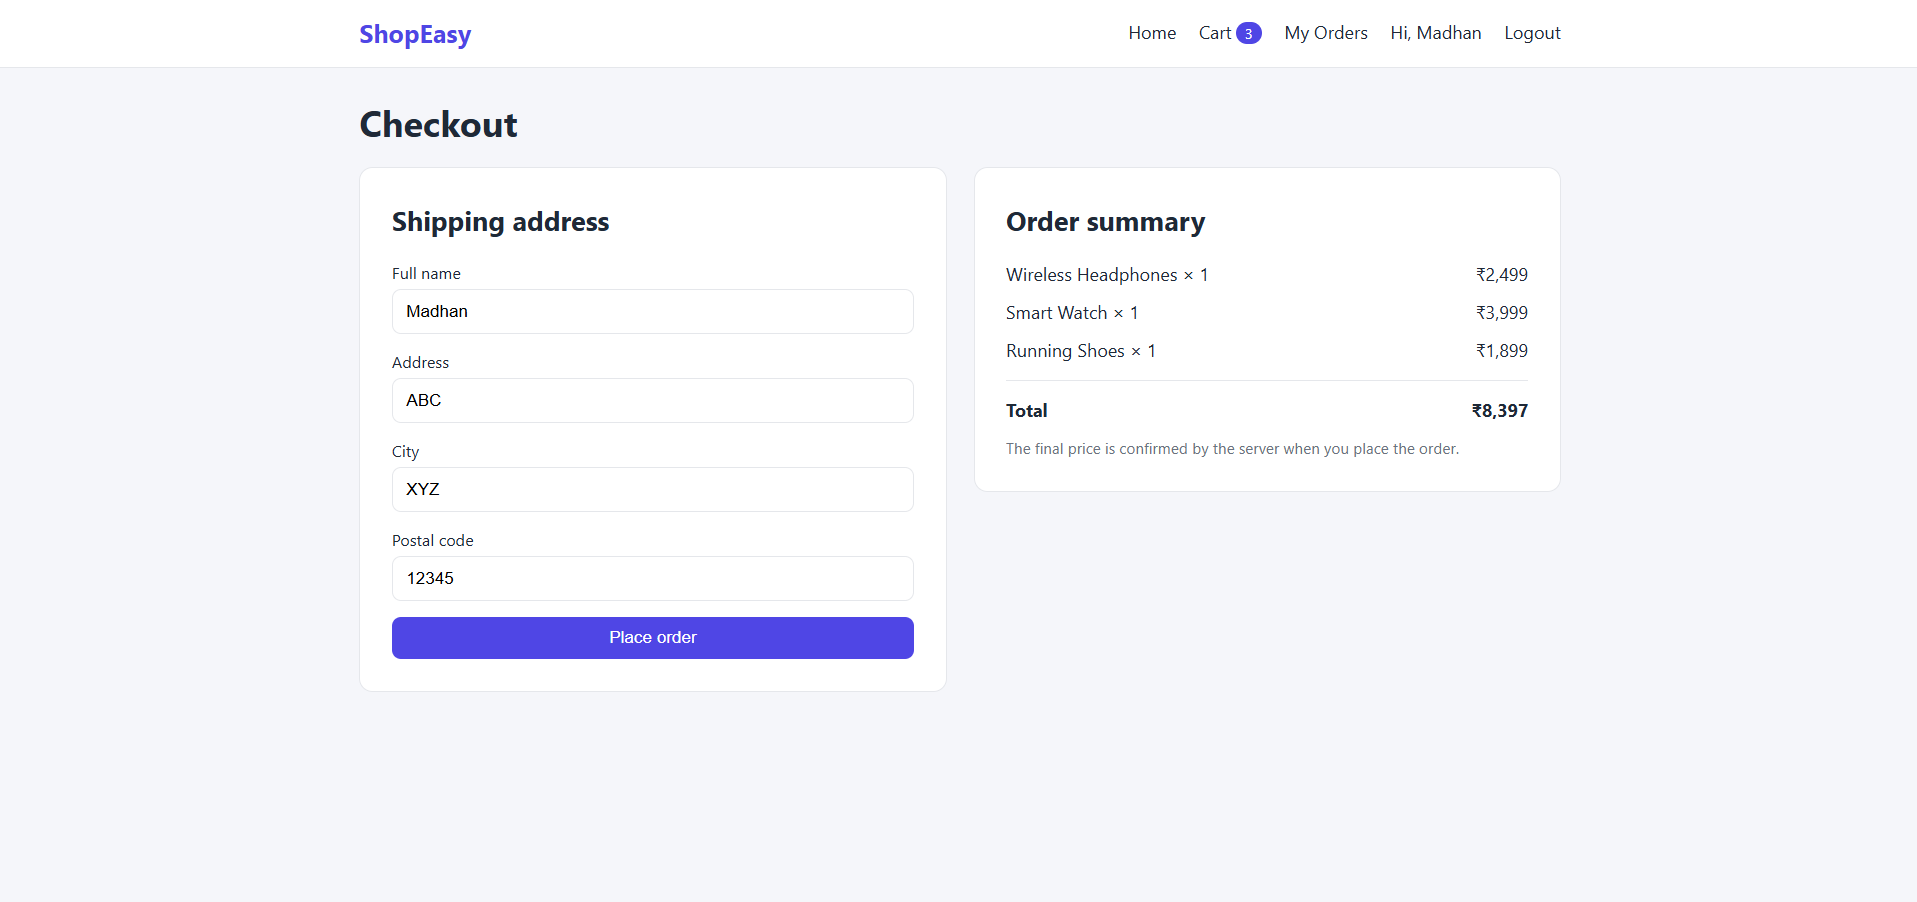 ShopEasy
Home Cart 3 My Orders Hi, Madhan Logout
Checkout
Shipping address
Full name
Madhan
Address
ABC
City
XYZ
Postal code
12345
Place order
Order summary
Wireless Headphones × 1 ₹2,499
Smart Watch × 1 ₹3,999
Running Shoes × 1 ₹1,899
Total ₹8,397
The final price is confirmed by the server when you place the order.